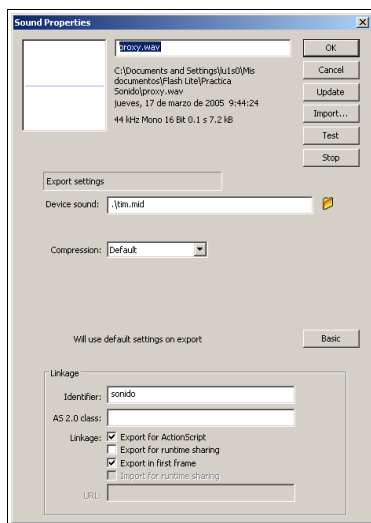 Sound Properties
proxy.wav
OK
C:\Documents and Settings\lu1s0\Mis
documentos\Flash Lite\Practica
Sonido\proxy.wav
Cancel
jueves, 17 de marzo de 2005 9:44:24
Update
44 kHz Mono 16 Bit 0.1 s 7.2 kB
Import...
Test
Stop
Export settings
Device sound: .\tim.mid
Compression: Default
Will use default settings on export
Basic
Linkage
Identifier: sonido
AS 2.0 class:
Linkage: Export for ActionScript
Export for runtime sharing
Export in first frame
Import for runtime sharing
URL: